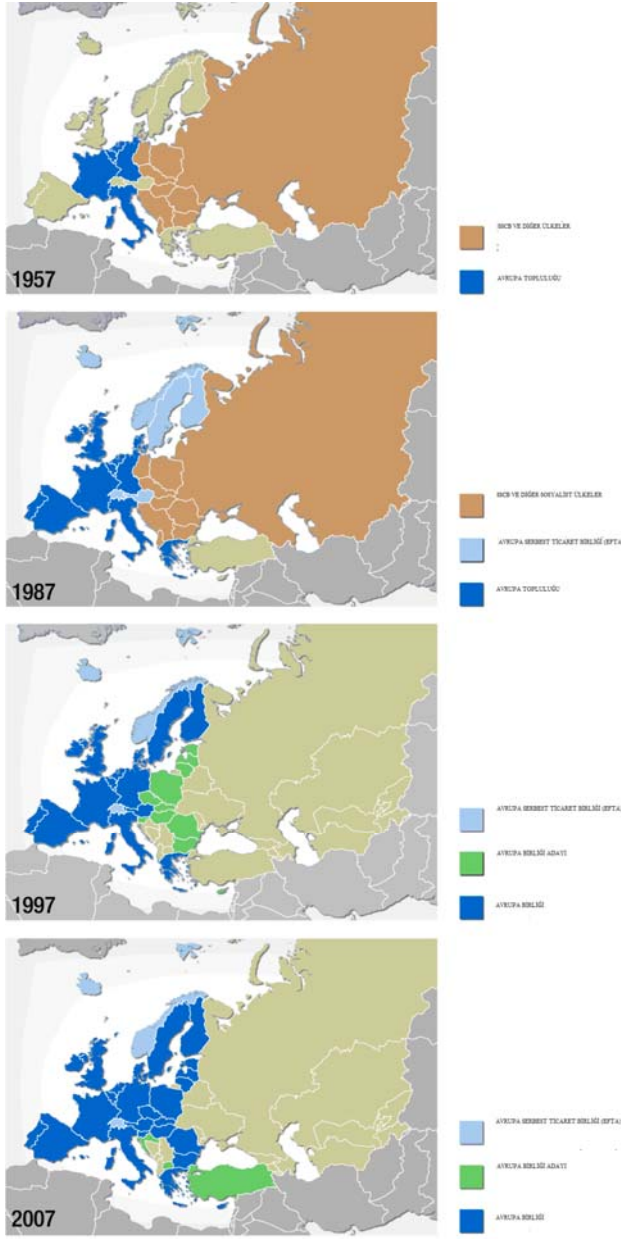 SSCB VE DİĞER ÜLKELER
AVRUPA TOPLULUĞU
1957
SSCB VE DİĞER SOSYALİST ÜLKELER
AVRUPA SERBEST TİCARET BİRLİĞİ (EFTA
AVRUPA TOPLULUĞU
1987
AVRUPA SERBEST TİCARET BİRLİĞİ (EFTA)
AVRUPA BİRLİĞİ ADAYI
AVRUPA BİRLİĞİ
1997
AVRUPA SERBEST TİCARET BİRLİĞİ (EFTA)
AVRUPA BİRLİĞİ ADAYI
AVRUPA BİRLİĞİ
2007